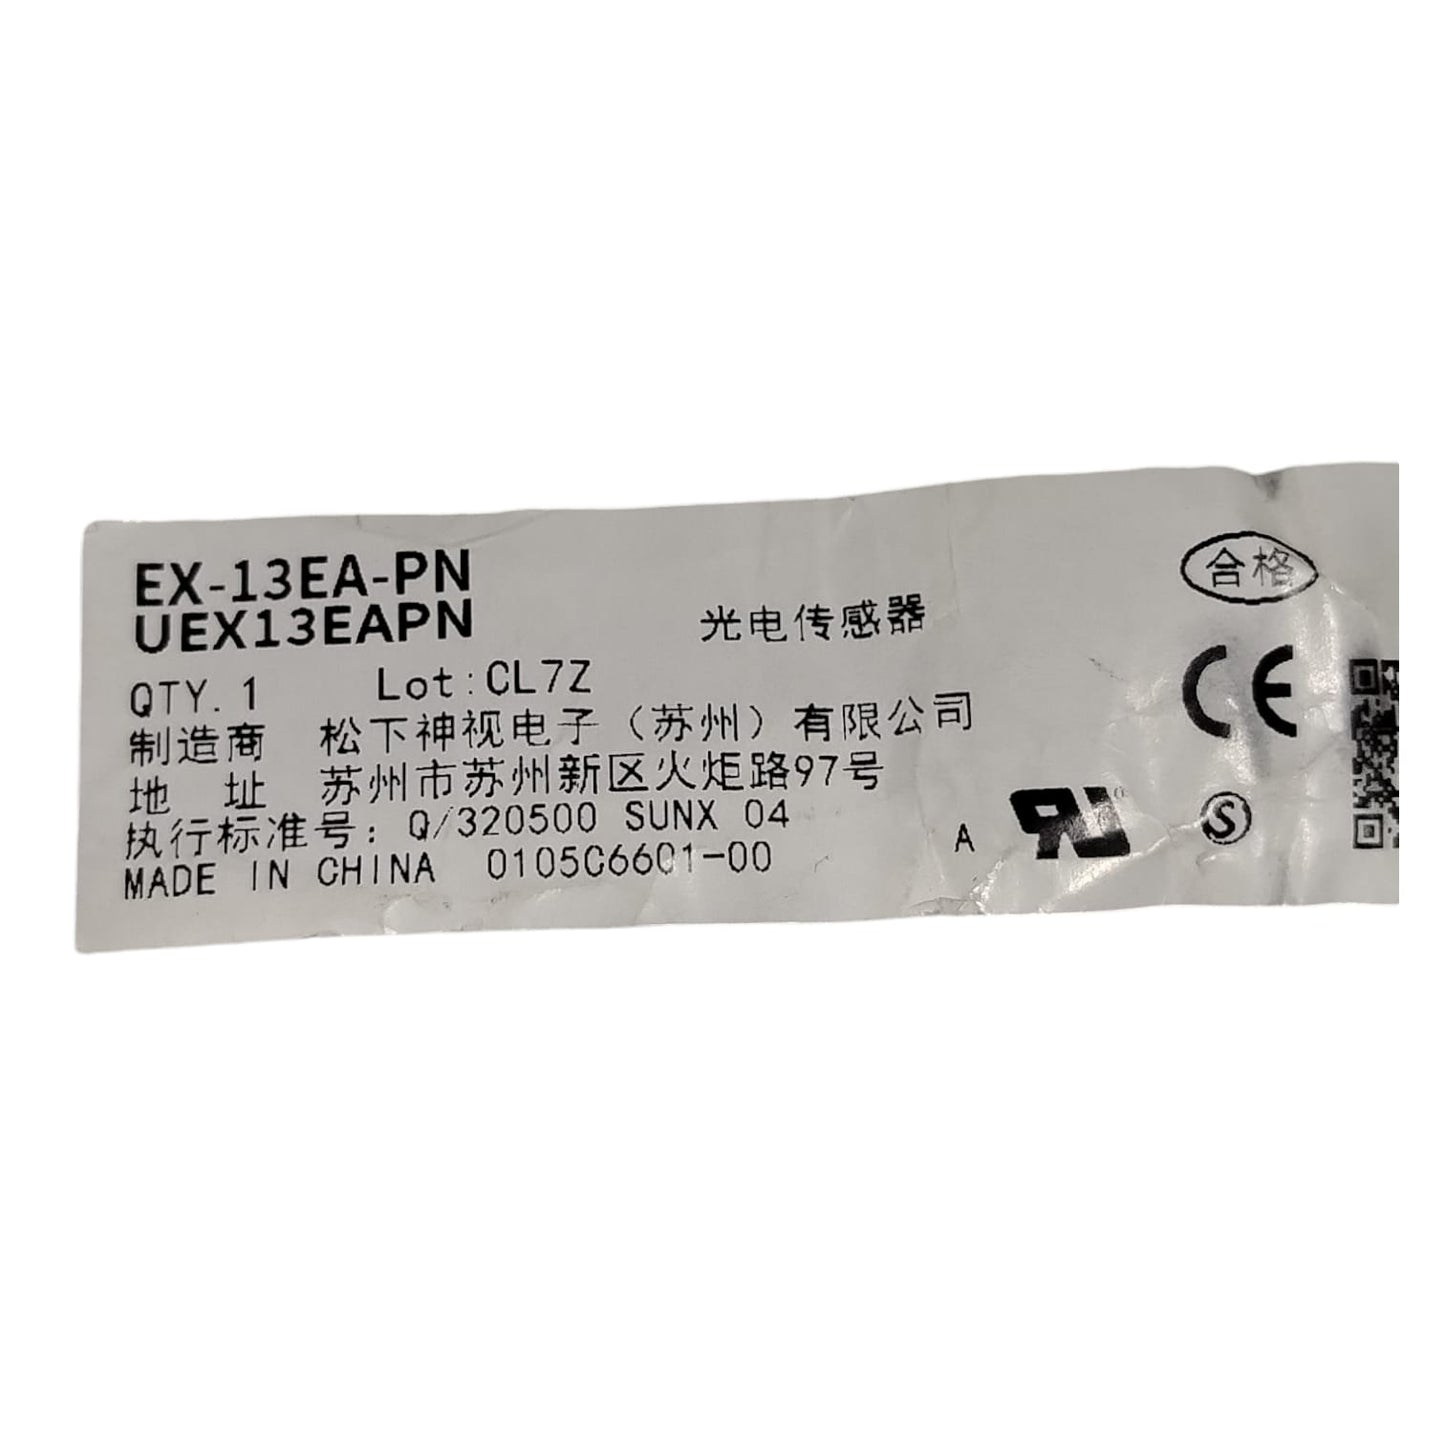 EX-13EA-PN
UEX13EAPN
光电传感器
合格
QTY. 1 Lot:CL7Z
制造商 松下神视电子（苏州）有限公司
地 址 苏州市苏州新区火炬路97号
执行标准号: Q/320500 SUNX 04
MADE IN CHINA 0105C6601-00
CE
A
UR
S